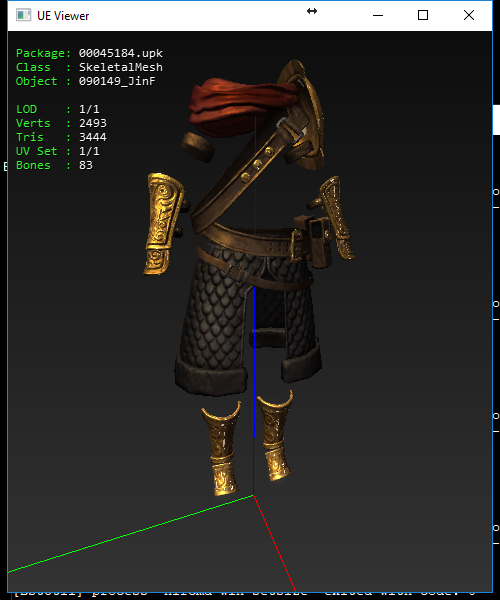 UE Viewer
Package: 00045184.upk
Class : SkeletalMesh
Object : 090149_JinF
LOD : 1/1
Verts : 2493
Tris : 3444
UV Set : 1/1
Bones : 83